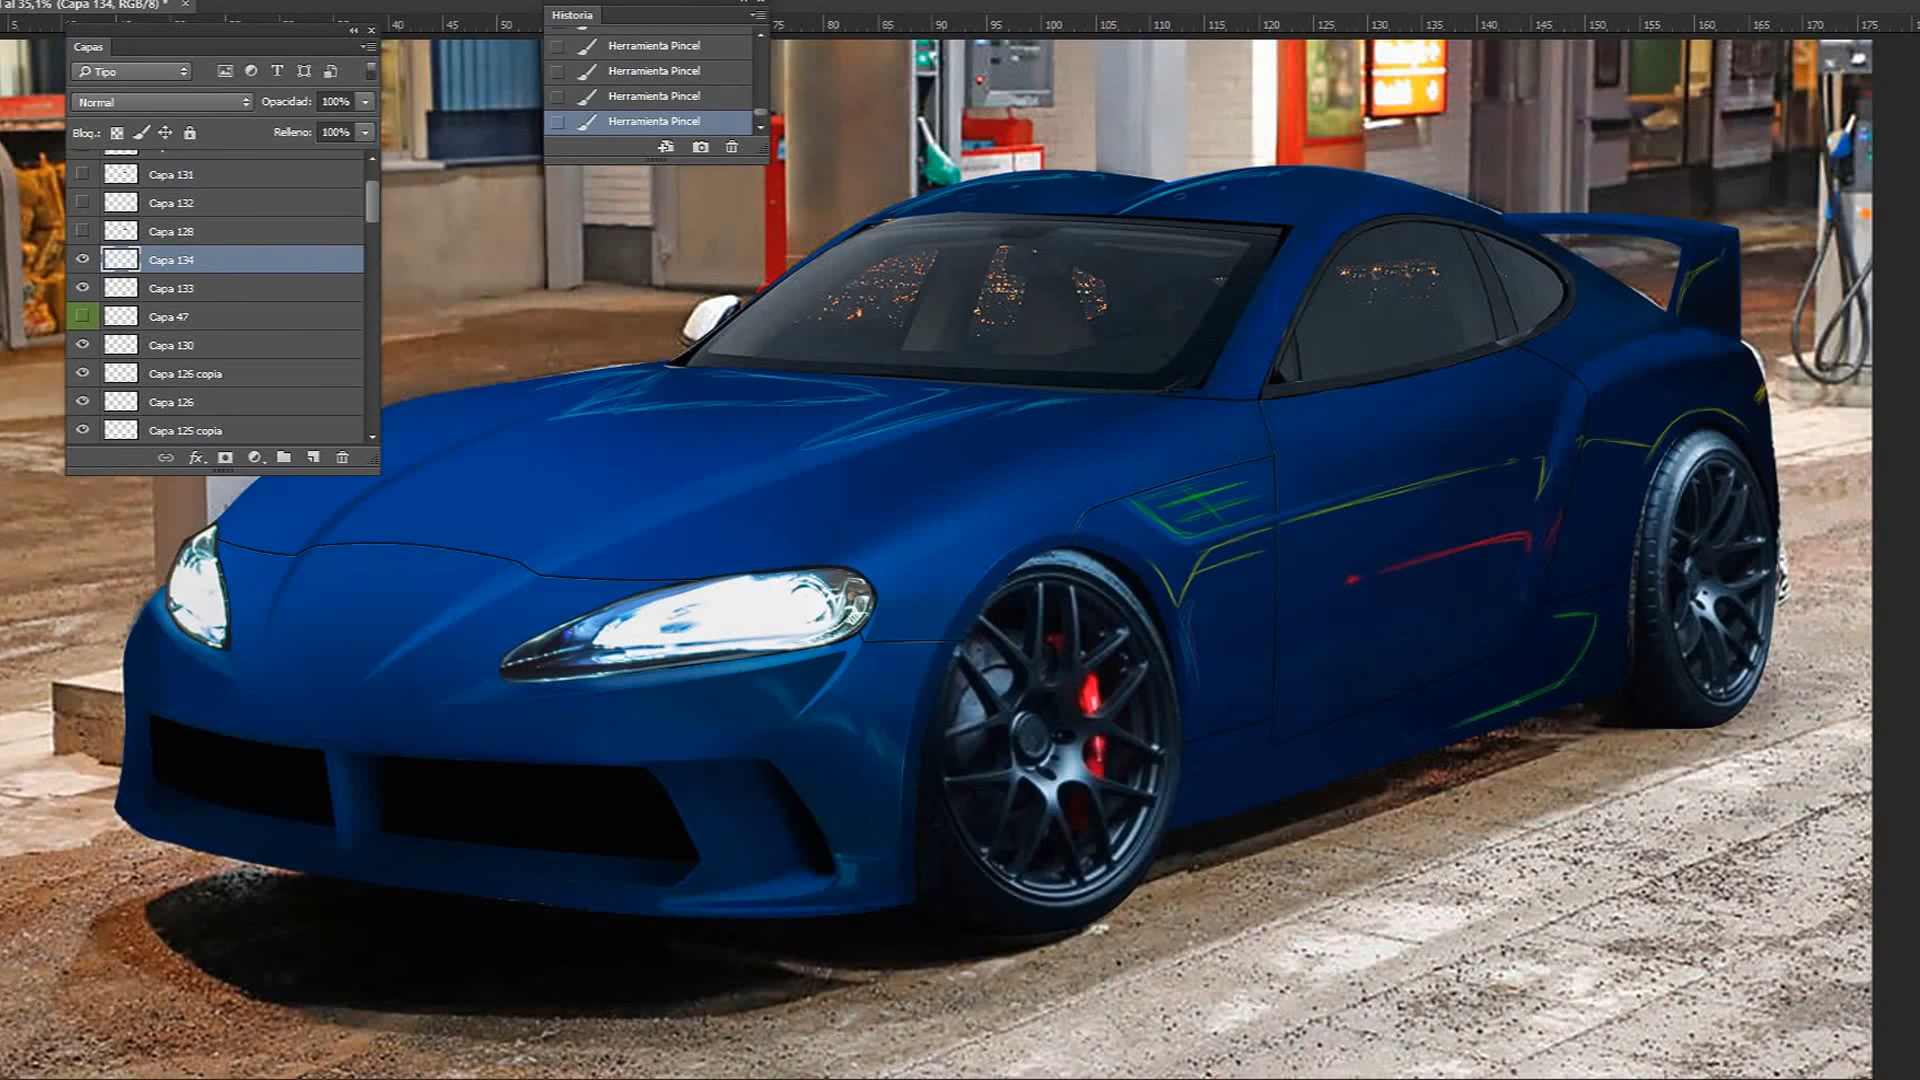 al 35,1% (Capa 134, RGB/8) *
5 40 45 50 75 80 85 90 95 100 105 110 115 120 125 130 135 140 145 150 155 160 165 170 175
Capas
Tipo
Normal
Opacidad: 100%
Bloq.:
Relleno: 100%
Capa 131
Capa 132
Capa 128
Capa 134
Capa 133
Capa 47
Capa 130
Capa 126 copia
Capa 126
Capa 125 copia
fx
Historia
Herramienta Pincel
Herramienta Pincel
Herramienta Pincel
Herramienta Pincel